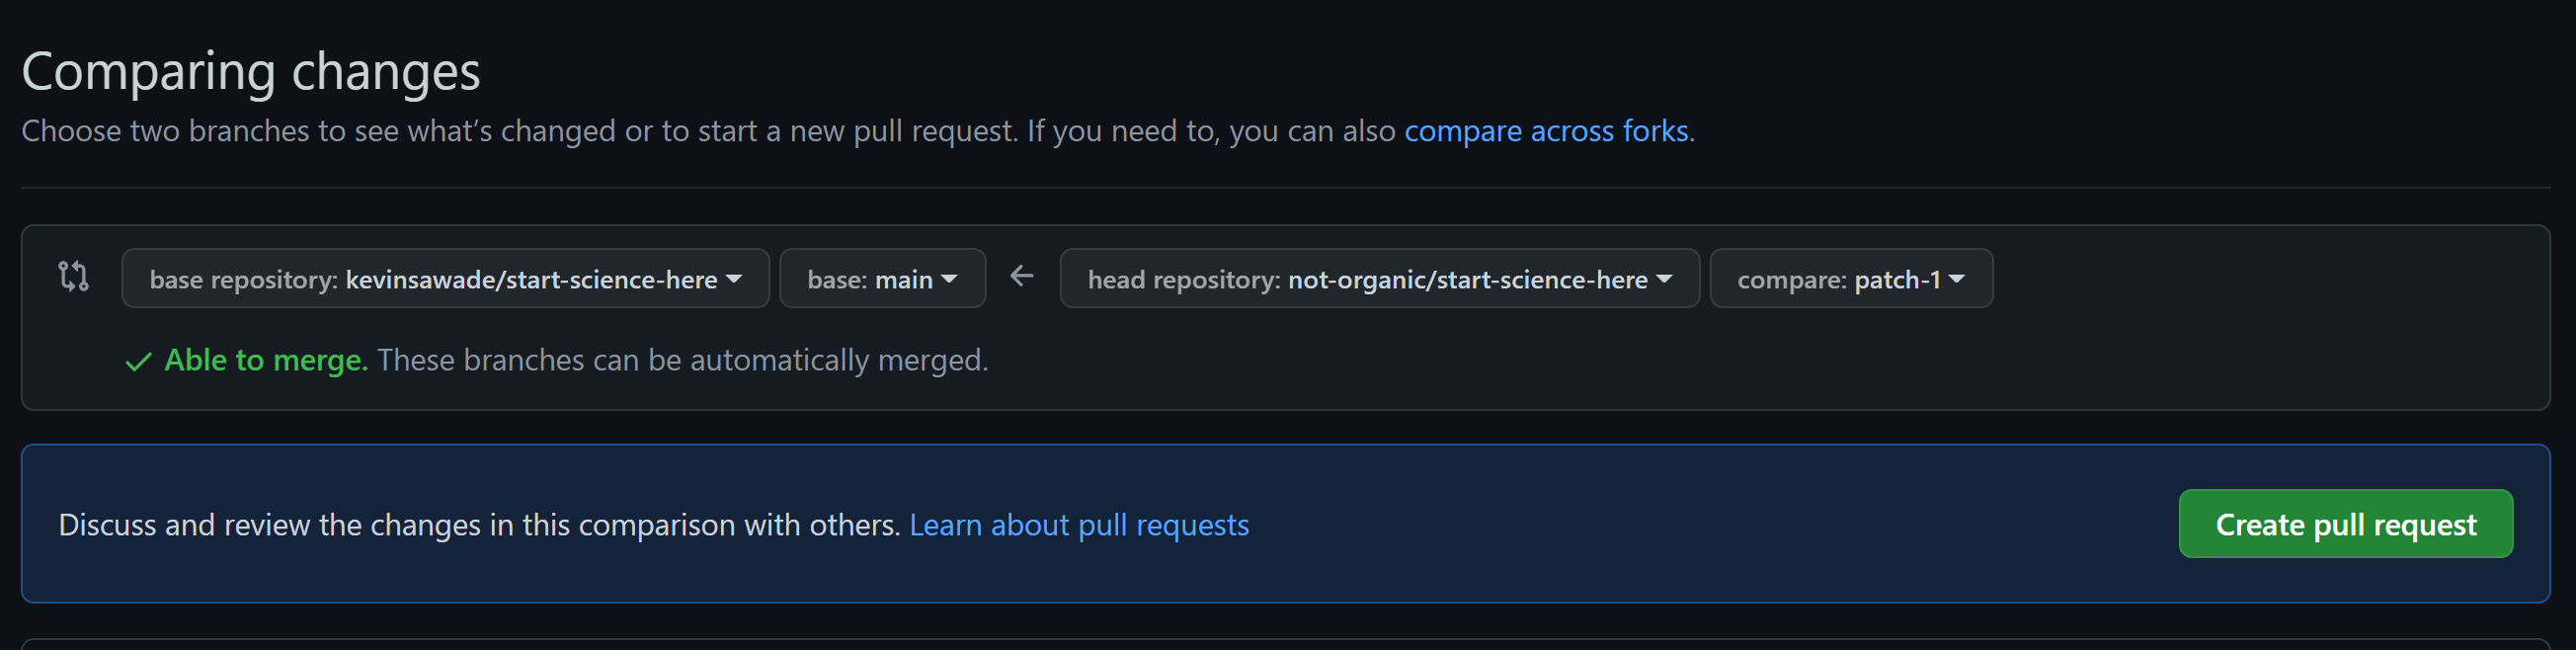 Comparing changes
Choose two branches to see what’s changed or to start a new pull request. If you need to, you can also compare across forks.
base repository: kevinsawade/start-science-here base: main head repository: not-organic/start-science-here compare: patch-1
Able to merge. These branches can be automatically merged.
Discuss and review the changes in this comparison with others. Learn about pull requests Create pull request